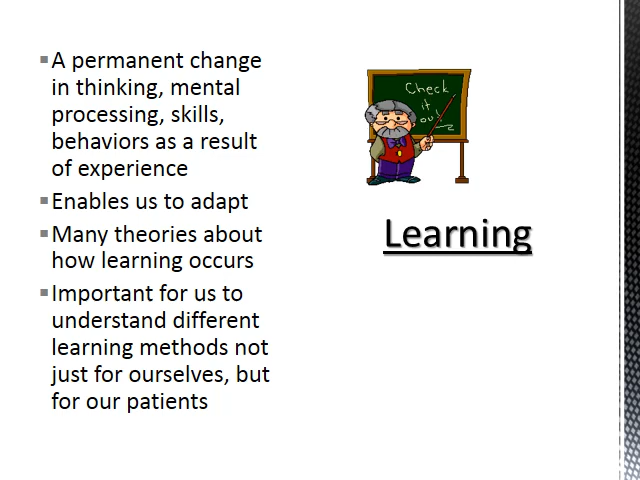 A permanent change
in thinking, mental
processing, skills,
behaviors as a result
of experience
Enables us to adapt
Many theories about
how learning occurs
Important for us to
understand different
learning methods not
just for ourselves, but
for our patients
Check
it
out
Learning